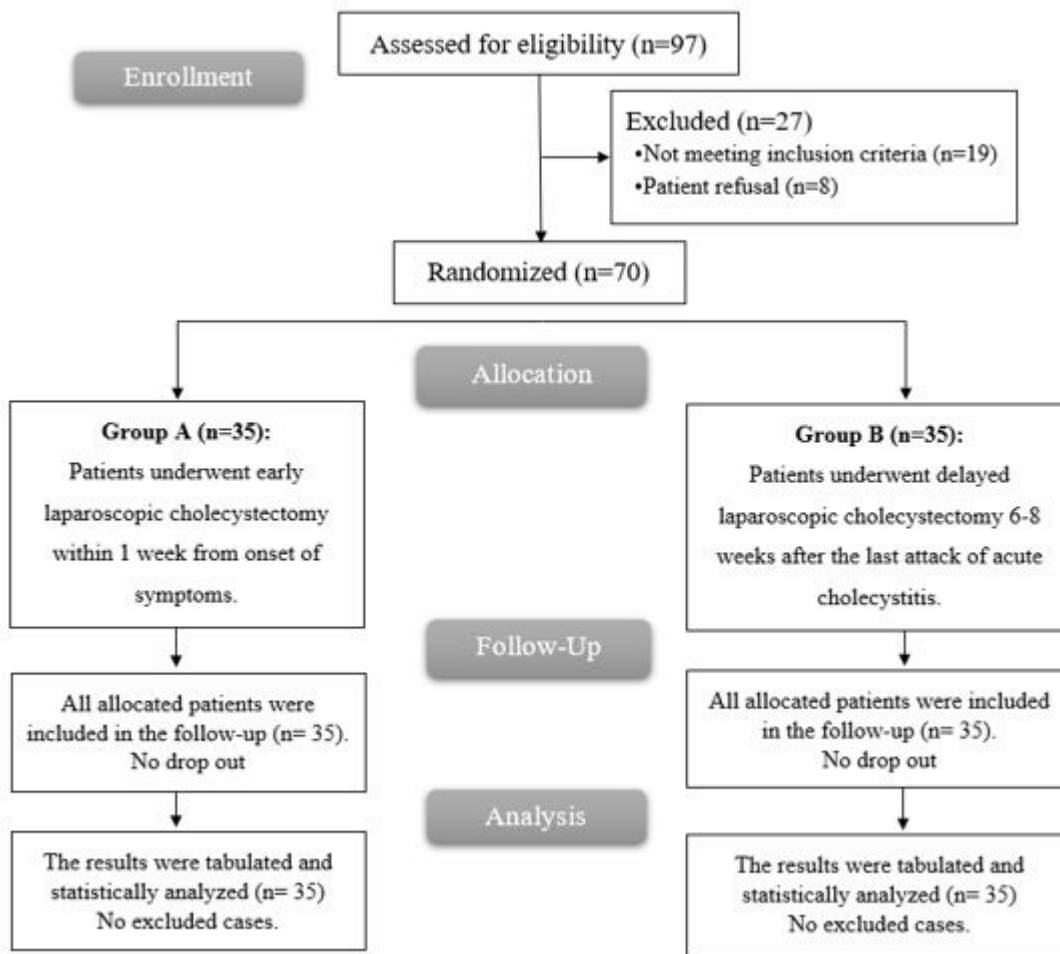 Assessed for eligibility (n=97)
Enrollment
Excluded (n=27)
•Not meeting inclusion criteria (n=19)
•Patient refusal (n=8)
Randomized (n=70)
Allocation
Group A (n=35):
Patients underwent early
laparoscopic cholecystectomy
within 1 week from onset of
symptoms.
Group B (n=35):
Patients underwent delayed
laparoscopic cholecystectomy 6-8
weeks after the last attack of acute
cholecystitis.
Follow-Up
All allocated patients were
included in the follow-up (n= 35).
No drop out
All allocated patients were included
in the follow-up (n= 35).
No drop out
Analysis
The results were tabulated and
statistically analyzed (n= 35)
No excluded cases.
The results were tabulated and
statistically analyzed (n= 35)
No excluded cases.